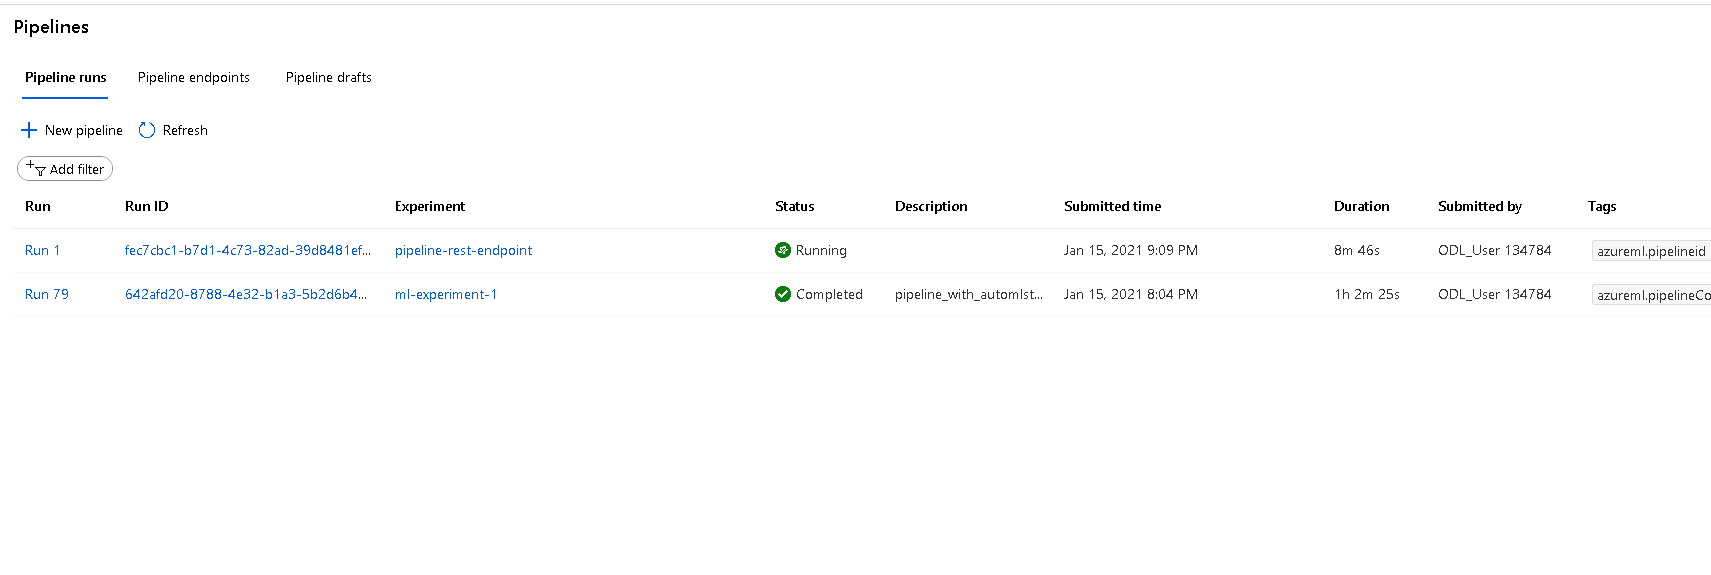 Pipelines
Pipeline runs Pipeline endpoints Pipeline drafts
New pipeline Refresh
Add filter
Run Run ID Experiment Status Description Submitted time Duration Submitted by Tags
Run 1 fec7cbc1-b7d1-4c73-82ad-39d8481ef... pipeline-rest-endpoint Running Jan 15, 2021 9:09 PM 8m 46s ODL_User 134784 azureml.pipelineid
Run 79 642afd20-8788-4e32-b1a3-5b2d6b4... ml-experiment-1 Completed pipeline_with_automlst... Jan 15, 2021 8:04 PM 1h 2m 25s ODL_User 134784 azureml.pipelineCo